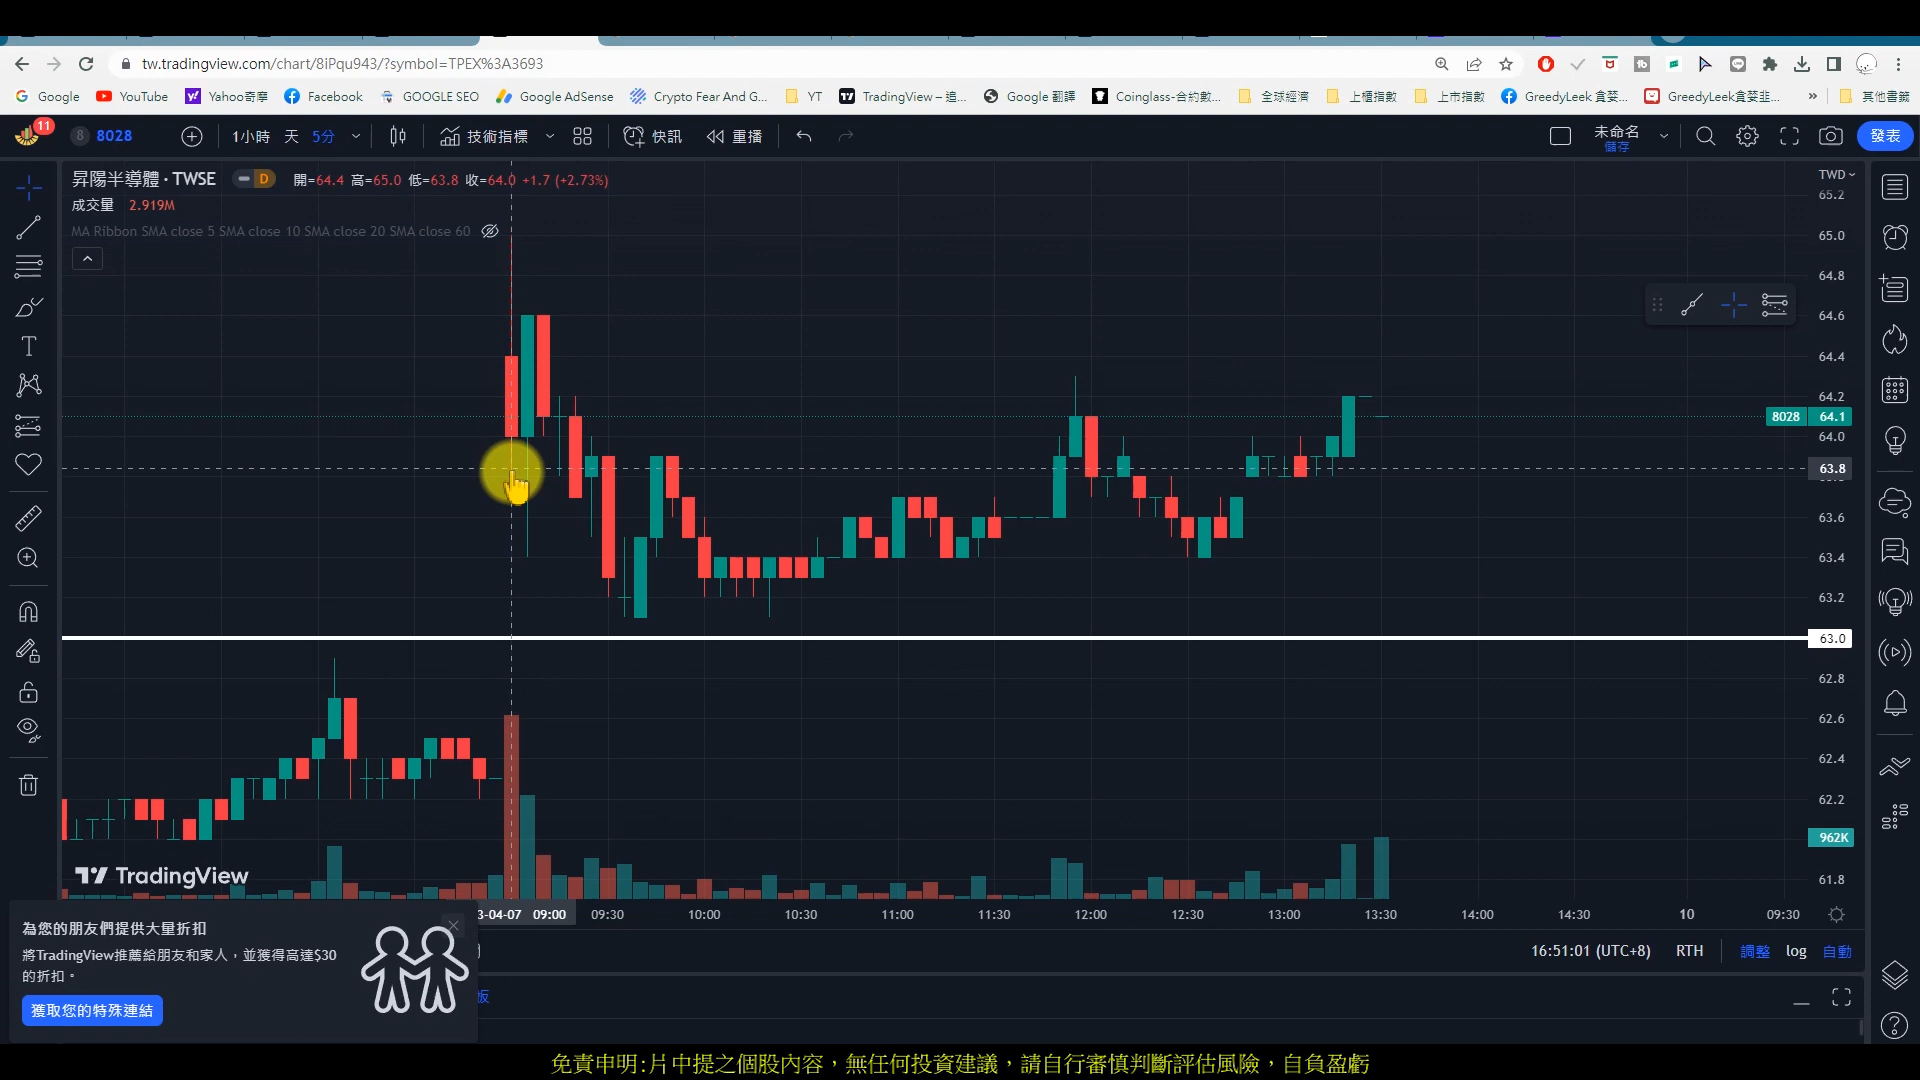 tw.tradingview.com/chart/8iPqu943/?symbol=TPEX%3A3693
Google YouTube Yahoo奇摩 Facebook GOOGLE SEO Google AdSense Crypto Fear And G... YT TradingView – 追... Google 翻譯 Coinglass-合約數... 全球經濟 上櫃指數 上市指數 GreedyLeek 貪婪... GreedyLeek貪婪韭... » 其他書籤
11
8 8028 1小時 天 5分 技術指標 快訊 重播 未命名 儲存 發表
昇陽半導體 · TWSE D 開=64.4 高=65.0 低=63.8 收=64.0 +1.7 (+2.73%)
成交量 2.919M
MA Ribbon SMA close 5 SMA close 10 SMA close 20 SMA close 60
TWD
65.2
65.0
64.8
64.6
64.4
64.2
8028 64.1
64.0
63.8
63.6
63.4
63.2
63.0
62.8
62.6
62.4
62.2
962K
61.8
TradingView
3-04-07 09:00 09:30 10:00 10:30 11:00 11:30 12:00 12:30 13:00 13:30 14:00 14:30 10 09:30
為您的朋友們提供大量折扣
將TradingView推薦給朋友和家人，並獲得高達$30
的折扣。
獲取您的特殊連結
16:51:01 (UTC+8) RTH 調整 log 自動
板
免責申明:片中提之個股內容，無任何投資建議，請自行審慎判斷評估風險，自負盈虧